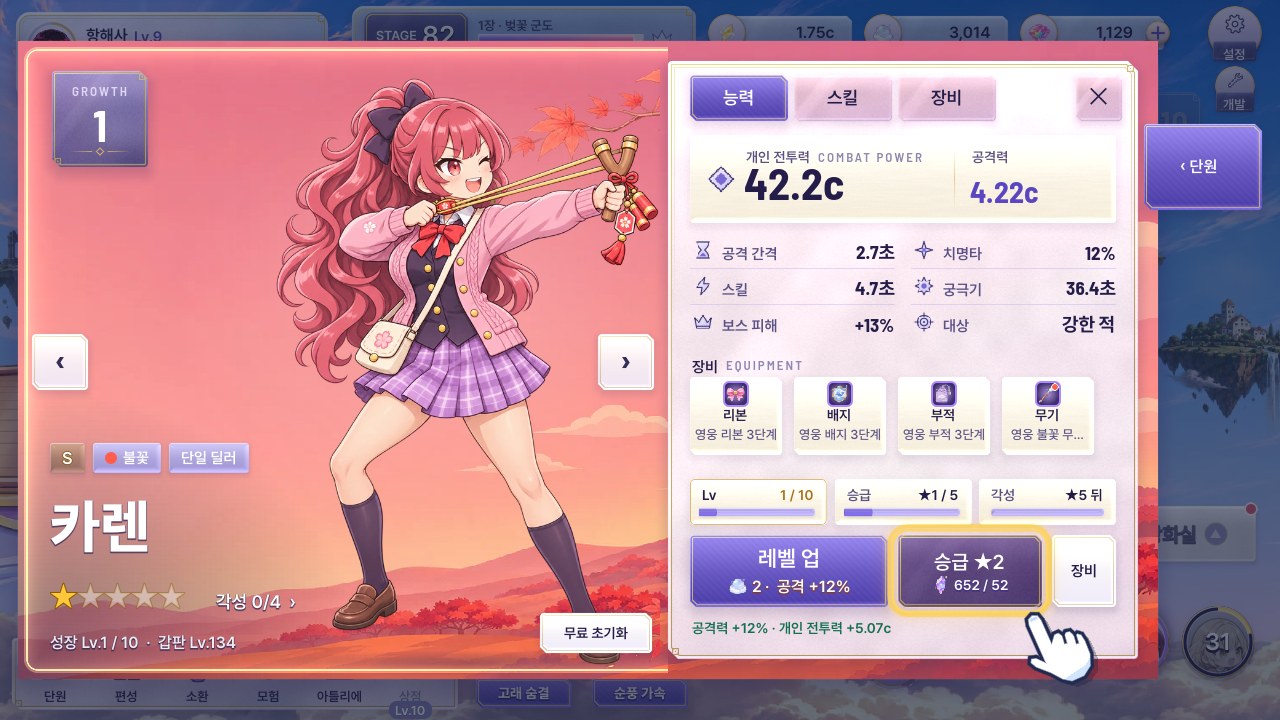 항해사 Lv.9
STAGE 82
1장 · 벚꽃 군도
1.75c
3,014
1,129
설정
개발
GROWTH
1
능력
스킬
장비
‹ 단원
개인 전투력 COMBAT POWER
42.2c
공격력
4.22c
공격 간격 2.7초
치명타 12%
스킬 4.7초
궁극기 36.4초
보스 피해 +13%
대상 강한 적
장비 EQUIPMENT
리본
영웅 리본 3단계
배지
영웅 배지 3단계
부적
영웅 부적 3단계
무기
영웅 불꽃 무...
S
불꽃
단일 딜러
카렌
각성 0/4 ›
성장 Lv.1 / 10 · 갑판 Lv.134
무료 초기화
Lv 1 / 10
승급 ★1 / 5
각성 ★5 뒤
레벨 업
2 · 공격 +12%
승급 ★2
652 / 52
장비
공격력 +12% · 개인 전투력 +5.07c
31
단원
편성
소환
모험
아틀리에
상점
Lv.10
고래 숨결
순풍 가속